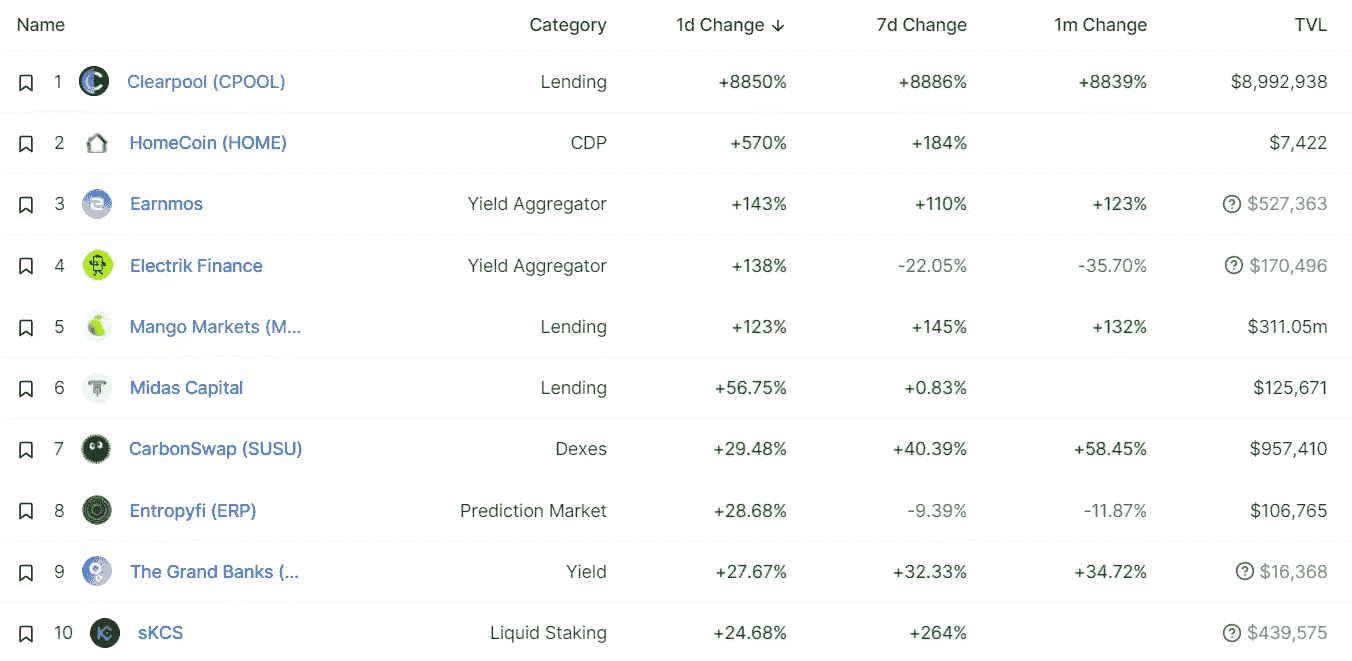 Name Category 1d Change ↓ 7d Change 1m Change TVL
1 Clearpool (CPOOL) Lending +8850% +8886% +8839% $8,992,938
2 HomeCoin (HOME) CDP +570% +184% $7,422
3 Earnmos Yield Aggregator +143% +110% +123% ? $527,363
4 Electrik Finance Yield Aggregator +138% -22.05% -35.70% ? $170,496
5 Mango Markets (M... Lending +123% +145% +132% $311.05m
6 Midas Capital Lending +56.75% +0.83% $125,671
7 CarbonSwap (SUSU) Dexes +29.48% +40.39% +58.45% $957,410
8 Entropyfi (ERP) Prediction Market +28.68% -9.39% -11.87% $106,765
9 The Grand Banks (... Yield +27.67% +32.33% +34.72% ? $16,368
10 sKCS Liquid Staking +24.68% +264% ? $439,575